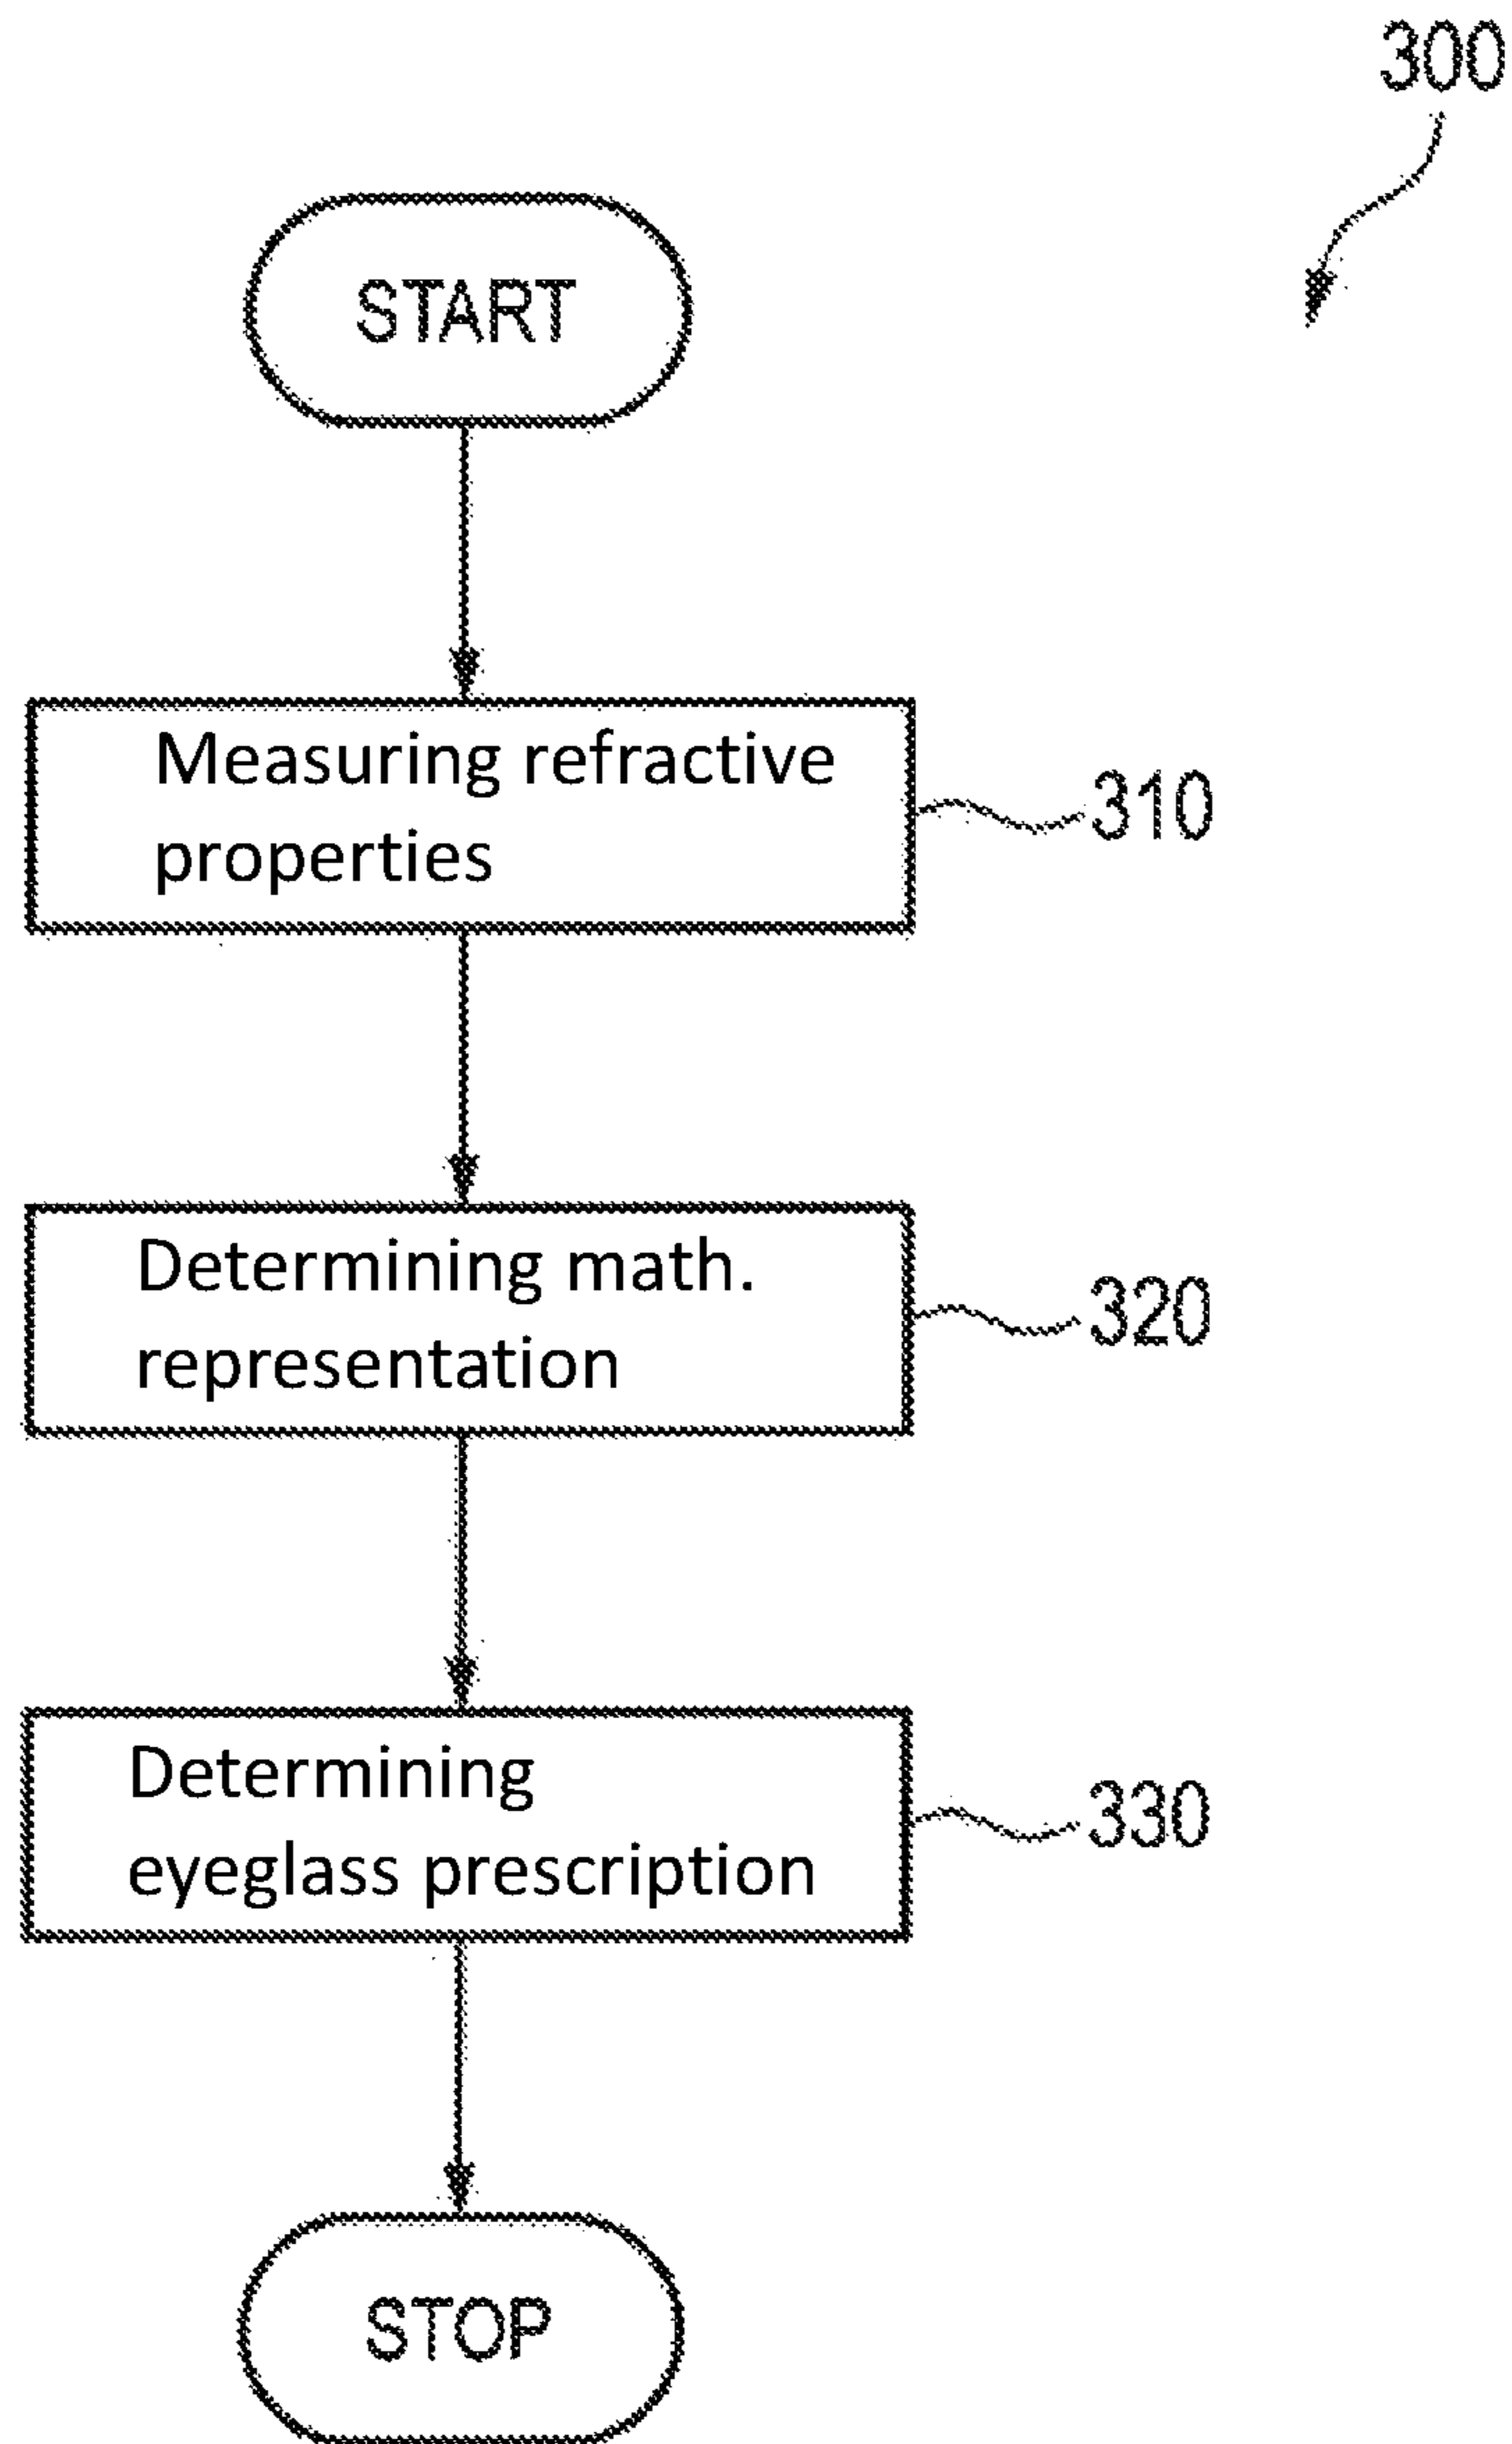 300
START
Measuring refractive
properties
310
Determining math.
representation
320
Determining
eyeglass prescription
330
STOP